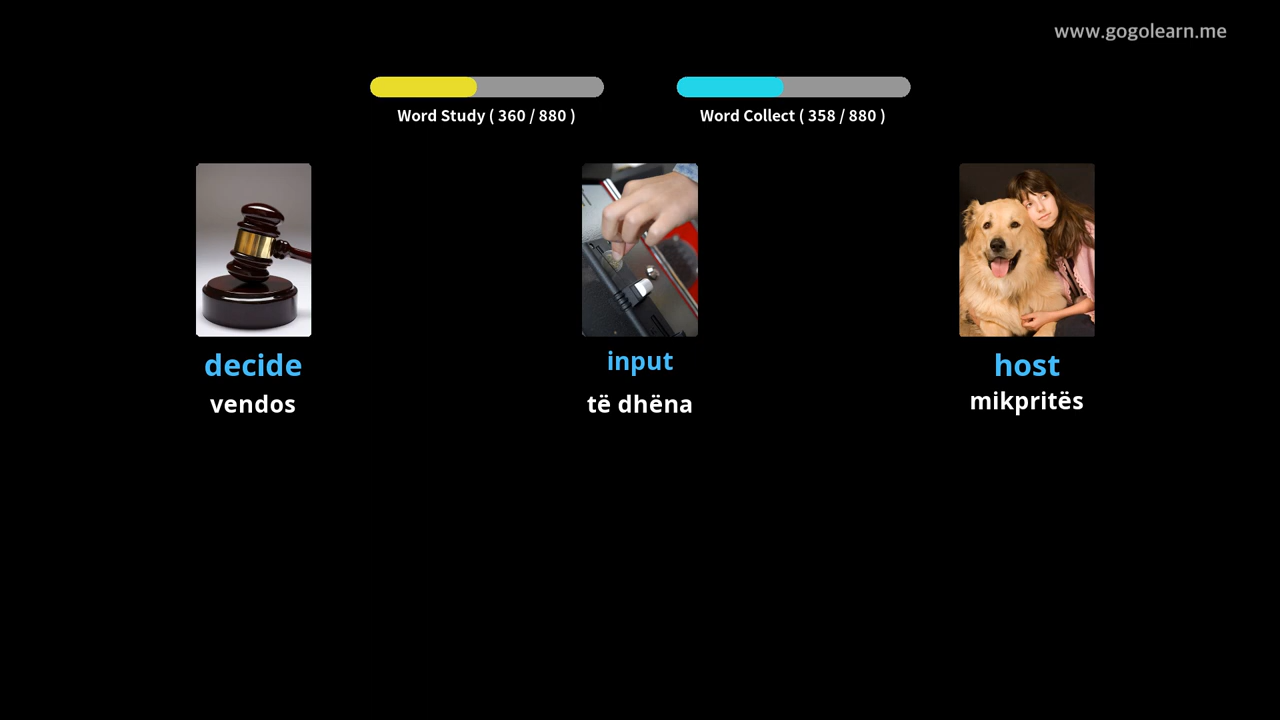 www.gogolearn.me
Word Study ( 360 / 880 )
Word Collect ( 358 / 880 )
decide
vendos
input
të dhëna
host
mikpritës